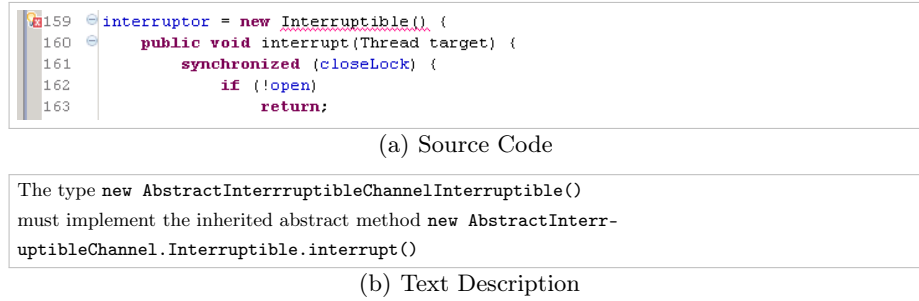 159 interruptor = new Interruptible() {
160 public void interrupt(Thread target) {
161 synchronized (closeLock) {
162 if (!open)
163 return;
(a) Source Code
The type new AbstractInterrruptibleChannelInterruptible()
must implement the inherited abstract method new AbstractInterr-
uptibleChannel.Interruptible.interrupt()
(b) Text Description